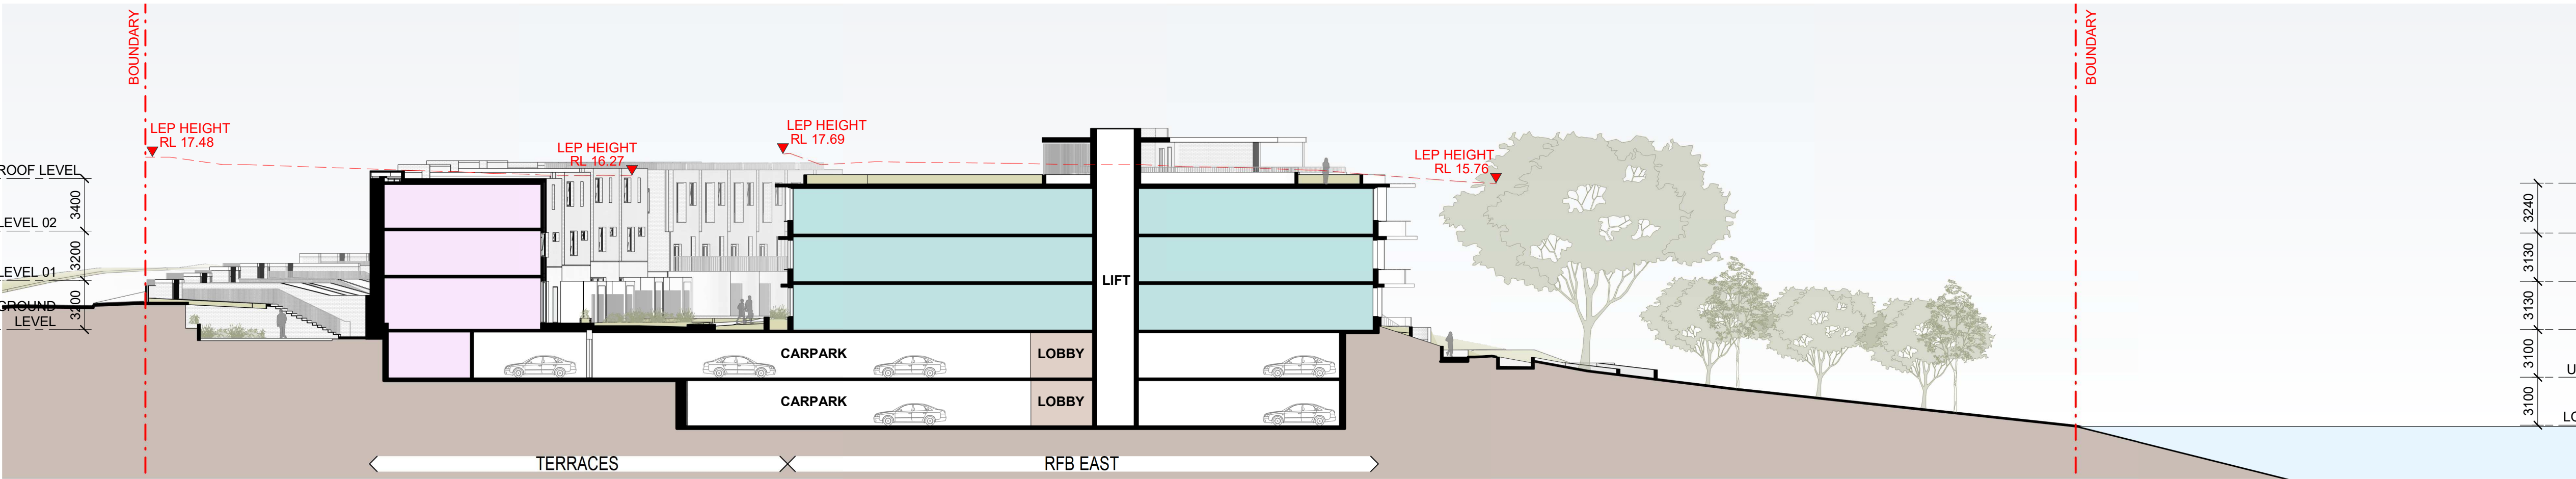 BOUNDARY
BOUNDARY
LEP HEIGHT
RL 17.48
LEP HEIGHT
RL 16.27
LEP HEIGHT
RL 17.69
LEP HEIGHT
RL 15.76
ROOF LEVEL
3400
LEVEL 02
3200
LEVEL 01
3200
GROUND
LEVEL
3240
3130
3130
3100
3100
LIFT
CARPARK
LOBBY
CARPARK
LOBBY
TERRACES
RFB EAST